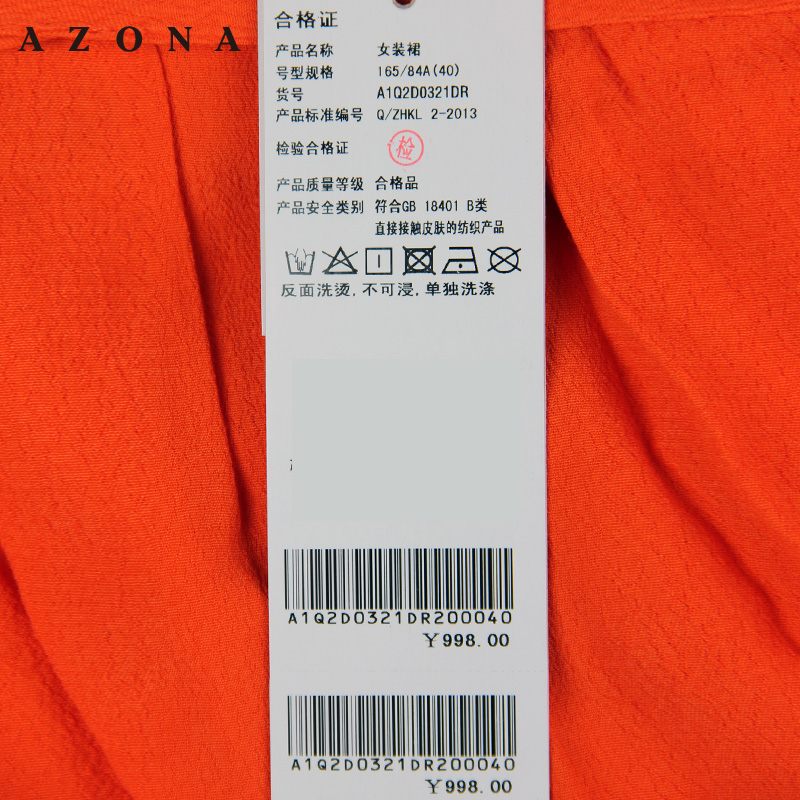 AZONA
合格证
产品名称 女装裙
号型规格 165/84A(40)
货号 A1Q2D0321DR
产品标准编号 Q/ZHKL 2-2013
检验合格证 检
产品质量等级 合格品
产品安全类别 符合GB 18401 B类
直接接触皮肤的纺织产品
反面洗烫,不可浸,单独洗涤
A1Q2D0321DR200040
¥998.00
A1Q2D0321DR200040
¥998.00